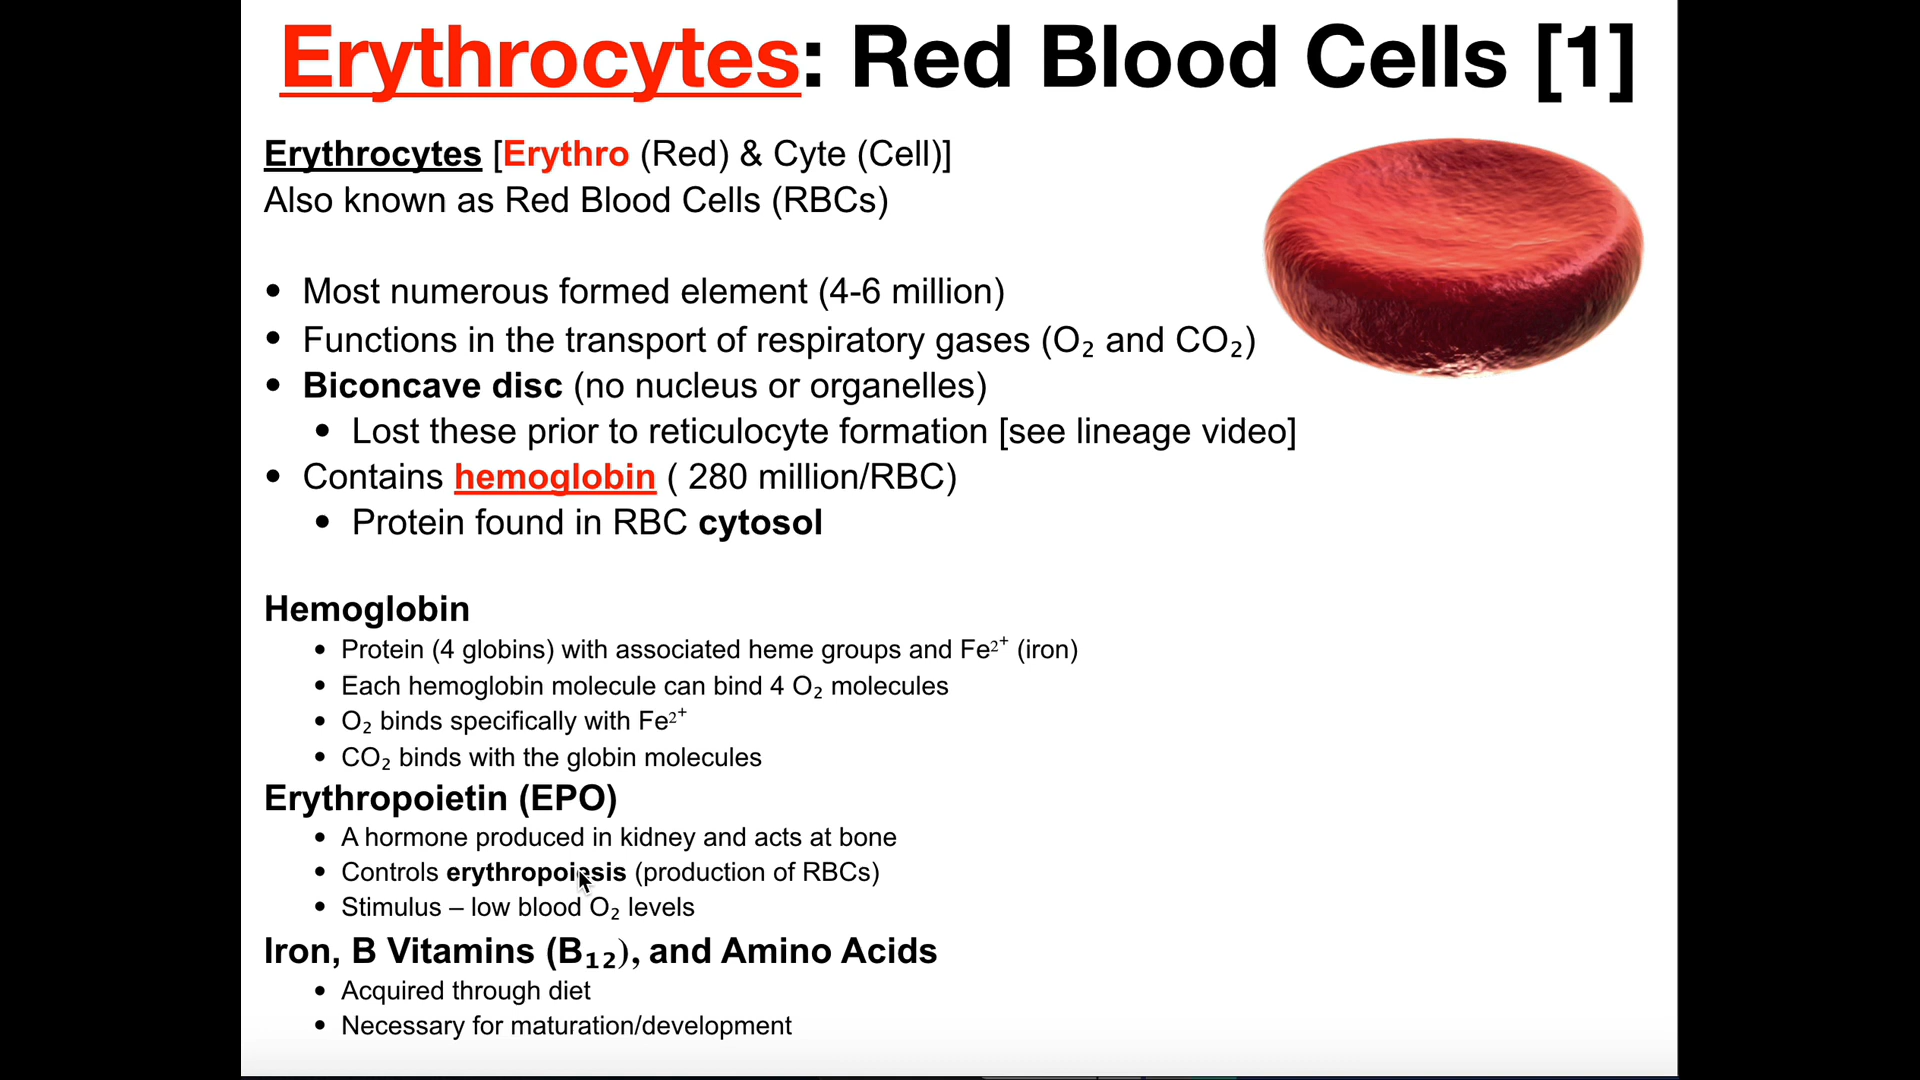 Erythrocytes: Red Blood Cells [1]
Erythrocytes [Erythro (Red) & Cyte (Cell)]
Also known as Red Blood Cells (RBCs)
• Most numerous formed element (4-6 million)
• Functions in the transport of respiratory gases (O₂ and CO₂)
• Biconcave disc (no nucleus or organelles)
• Lost these prior to reticulocyte formation [see lineage video]
• Contains hemoglobin ( 280 million/RBC)
• Protein found in RBC cytosol
Hemoglobin
• Protein (4 globins) with associated heme groups and Fe²⁺ (iron)
• Each hemoglobin molecule can bind 4 O₂ molecules
• O₂ binds specifically with Fe²⁺
• CO₂ binds with the globin molecules
Erythropoietin (EPO)
• A hormone produced in kidney and acts at bone
• Controls erythropoiesis (production of RBCs)
• Stimulus – low blood O₂ levels
Iron, B Vitamins (B₁₂), and Amino Acids
• Acquired through diet
• Necessary for maturation/development